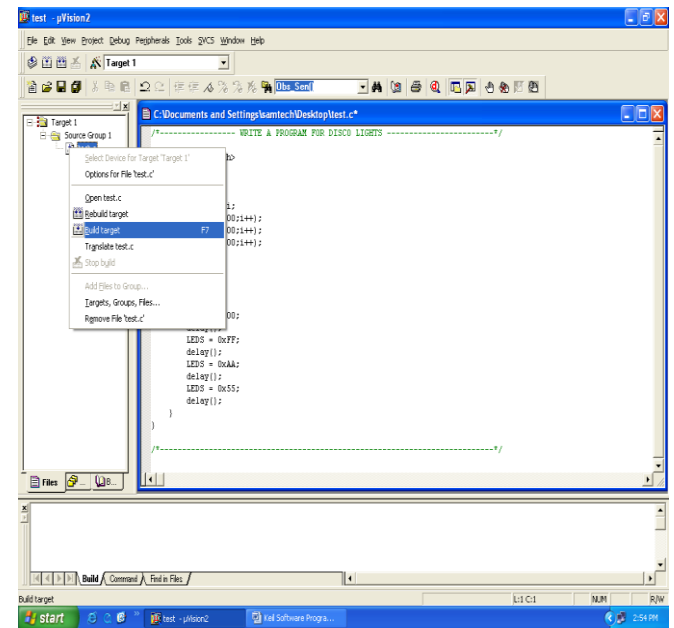 test - µVision2
File Edit View Project Debug Peripherals Tools SVCS Window Help
Target 1
Obs_Sen(
C:\Documents and Settings\samtech\Desktop\test.c*
Target 1
Source Group 1
Select Device for Target 'Target 1'
Options for File 'test.c'
Open test.c
Rebuild target
Build target F7
Translate test.c
Stop build
Add Files to Group...
Targets, Groups, Files...
Remove File 'test.c'
/*----------------- WRITE A PROGRAM FOR DISCO LIGHTS -------------------------*/
h>
i;
00;i++);
00;i++);
00;i++);
00;
delay();
LEDS = 0xFF;
delay();
LEDS = 0xAA;
delay();
LEDS = 0x55;
delay();
}
}
/*-------------------------------------------------------------------------------*/
Files B...
Build Command Find in Files
Build target L:1 C:1 NUM R/W
start test - µVision2 Keil Software Progra... 2:54 PM